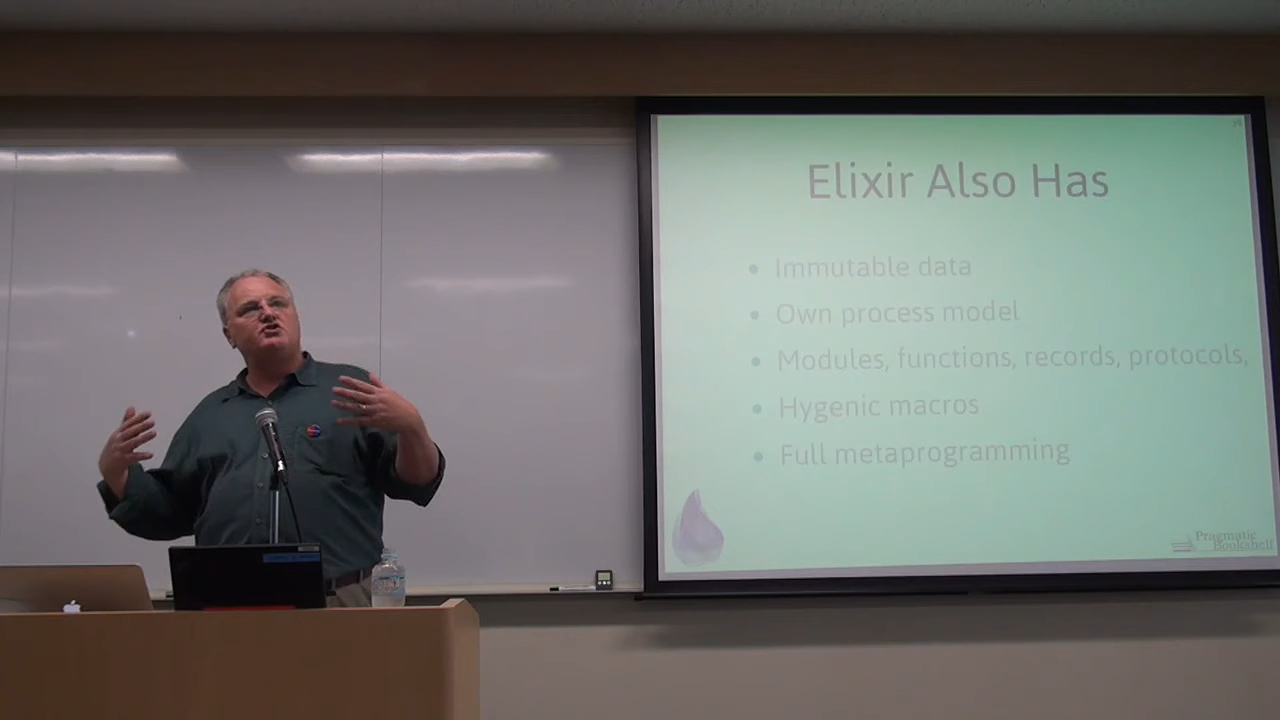 Elixir Also Has
• Immutable data
• Own process model
• Modules, functions, records, protocols,
• Hygenic macros
• Full metaprogramming
Pragmatic
Bookshelf